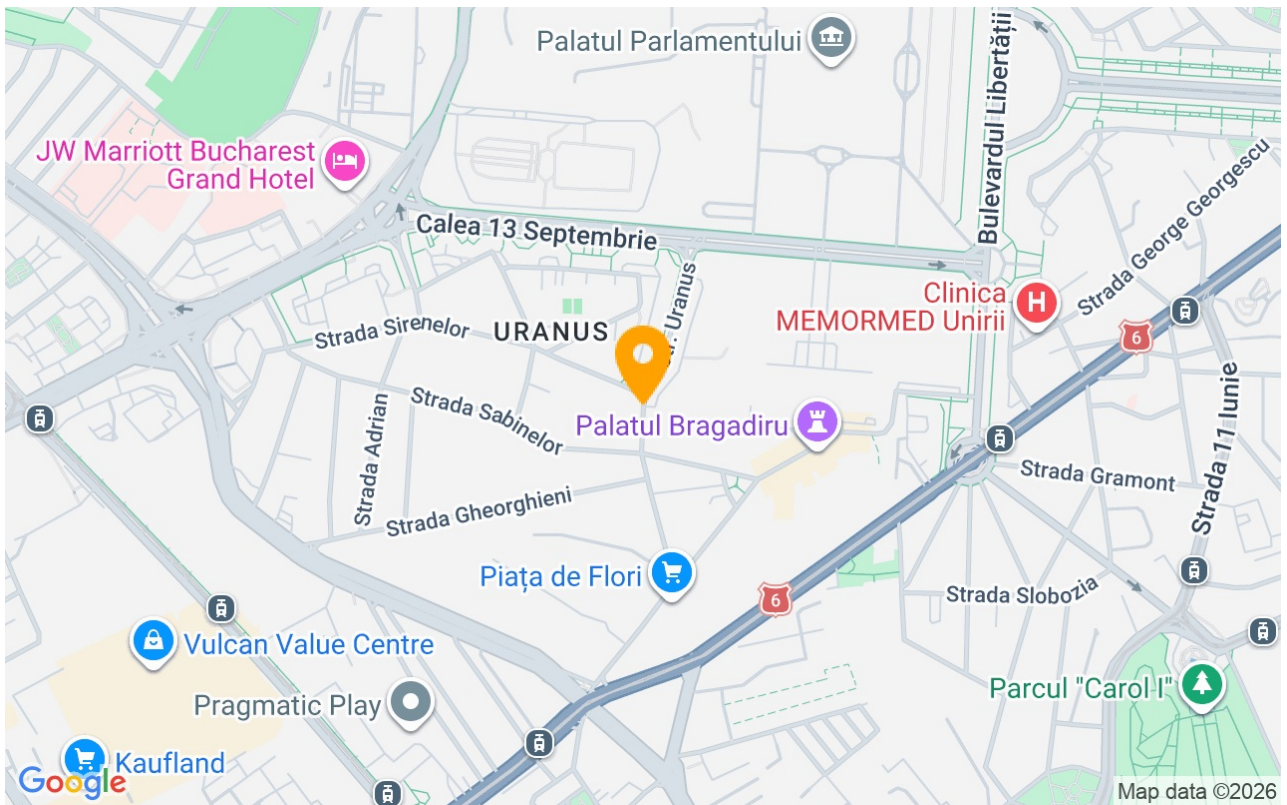 Palatul Parlamentului
JW Marriott Bucharest
Grand Hotel
Calea 13 Septembrie
Bulevardul Libertății
Strada George Georgescu
Uranus
Clinica
MEMORMED Unirii
6
Strada Sirenelor
URANUS
Strada Sabinelor
Strada Adrian
Palatul Bragadiru
Strada 11 Iunie
Strada Gramont
Strada Gheorghieni
Piața de Flori
6
Strada Slobozia
Vulcan Value Centre
Pragmatic Play
Parcul "Carol I"
Kaufland
Google
Map data ©2026